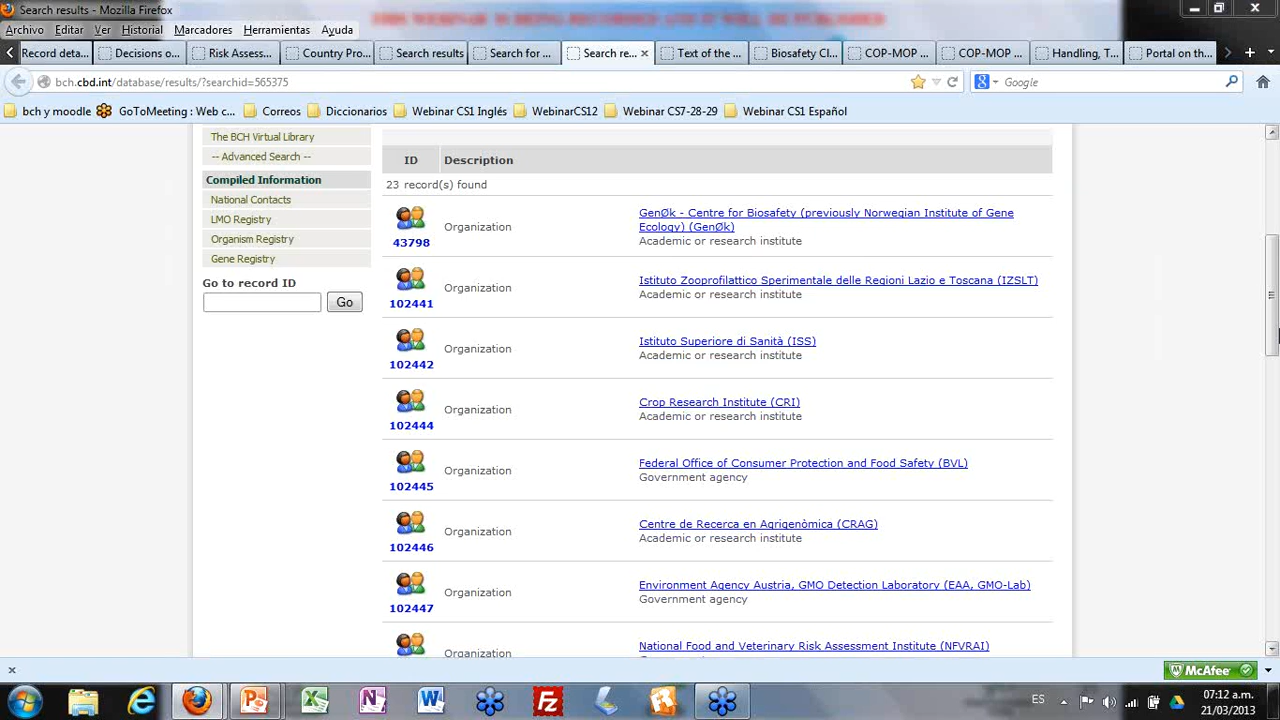 Search results - Mozilla Firefox
Archivo Editar Ver Historial Marcadores Herramientas Ayuda
Record deta... Decisions o... Risk Assess... Country Pro... Search results Search for ... Search re... × Text of the ... Biosafety Cl... COP-MOP ... COP-MOP ... Handling, T... Portal on th...
bch.cbd.int/database/results/?searchid=565375 Google
bch y moodle GoToMeeting : Web c... Correos Diccionarios Webinar CS1 Inglés WebinarCS12 Webinar CS7-28-29 Webinar CS1 Español
The BCH Virtual Library
-- Advanced Search --
Compiled Information
National Contacts
LMO Registry
Organism Registry
Gene Registry
Go to record ID
Go
ID Description
23 record(s) found
43798 Organization GenØk - Centre for Biosafety (previously Norwegian Institute of Gene
Ecology) (GenØk)
Academic or research institute
102441 Organization Istituto Zooprofilattico Sperimentale delle Regioni Lazio e Toscana (IZSLT)
Academic or research institute
102442 Organization Istituto Superiore di Sanità (ISS)
Academic or research institute
102444 Organization Crop Research Institute (CRI)
Academic or research institute
102445 Organization Federal Office of Consumer Protection and Food Safety (BVL)
Government agency
102446 Organization Centre de Recerca en Agrigenòmica (CRAG)
Academic or research institute
102447 Organization Environment Agency Austria, GMO Detection Laboratory (EAA, GMO-Lab)
Government agency
Organization National Food and Veterinary Risk Assessment Institute (NFVRAI)
McAfee
ES 07:12 a.m.
21/03/2013